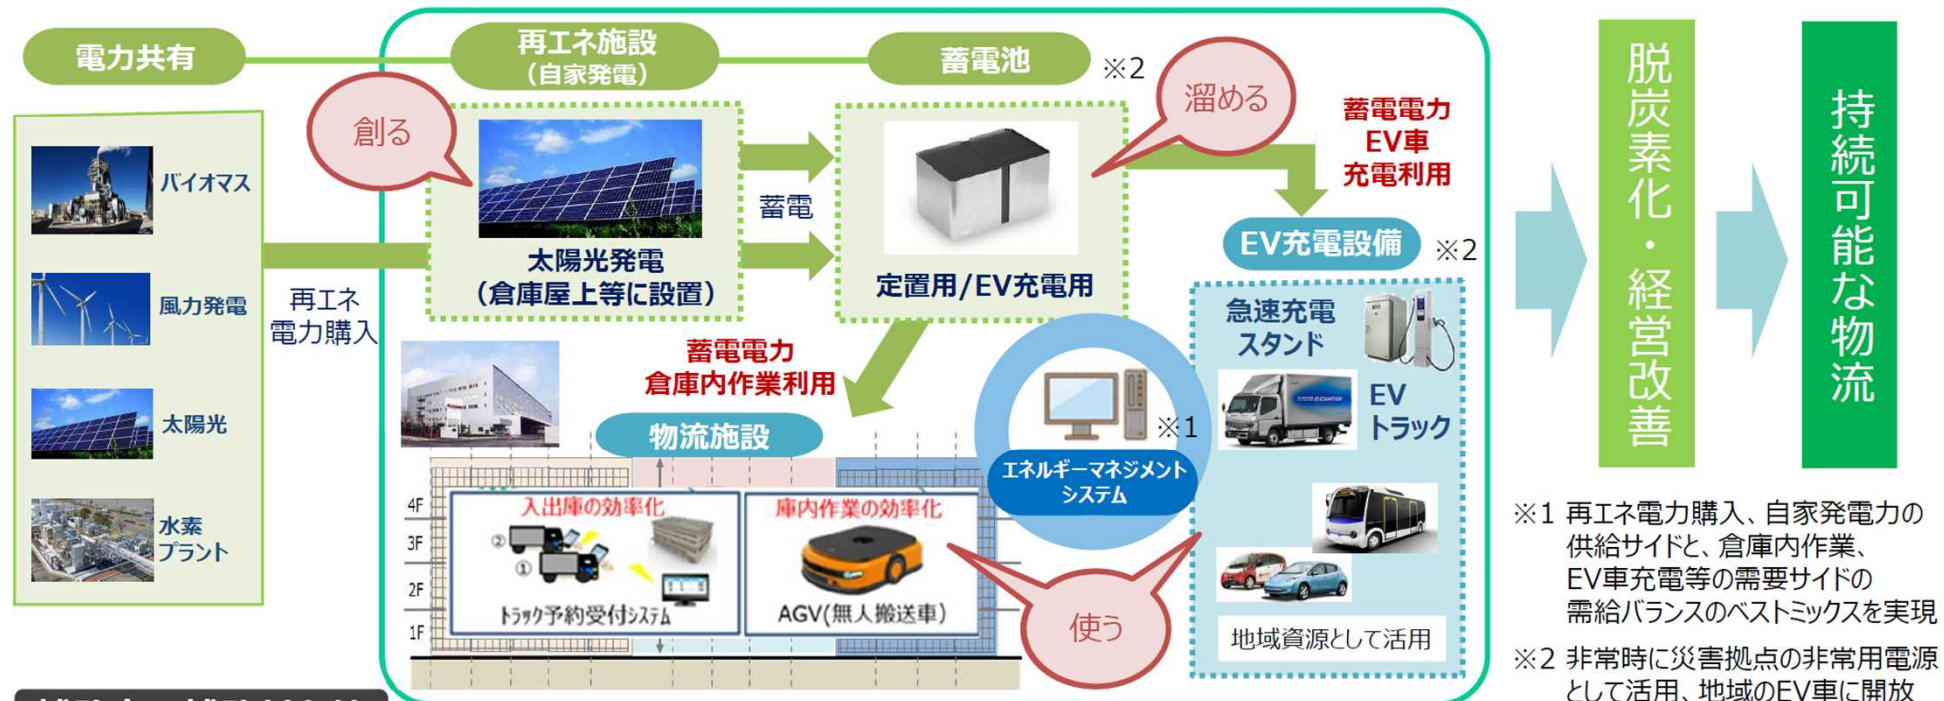 電力共有
再エネ施設
（自家発電）
蓄電池
※2
創る
溜める
バイオマス
風力発電
太陽光
水素
プラント
再エネ
電力購入
太陽光発電
（倉庫屋上等に設置）
蓄電
定置用/EV充電用
蓄電電力
EV車
充電利用
EV充電設備
※2
急速充電
スタンド
EV
トラック
地域資源として活用
蓄電電力
倉庫内作業利用
物流施設
※1
エネルギーマネジメント
システム
4F
3F
2F
1F
入出庫の効率化
②
①
トラック予約受付システム
庫内作業の効率化
AGV(無人搬送車)
使う
脱炭素化・経営改善
持続可能な物流
※1 再エネ電力購入、自家発電力の
供給サイドと、倉庫内作業、
EV車充電等の需要サイドの
需給バランスのベストミックスを実現
※2 非常時に災害拠点の非常用電源
として活用、地域のEV車に開放